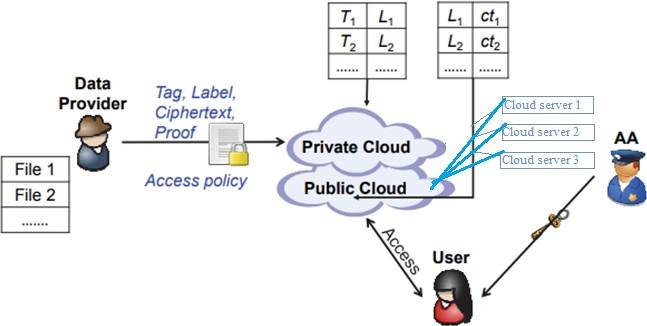 T1 L1
T2 L2
...... ......
L1 ct1
L2 ct2
...... ......
Data
Provider
Tag, Label,
Ciphertext,
Proof
Access policy
File 1
File 2
.......
Private Cloud
Public Cloud
Cloud server 1
Cloud server 2
Cloud server 3
AA
Access
User